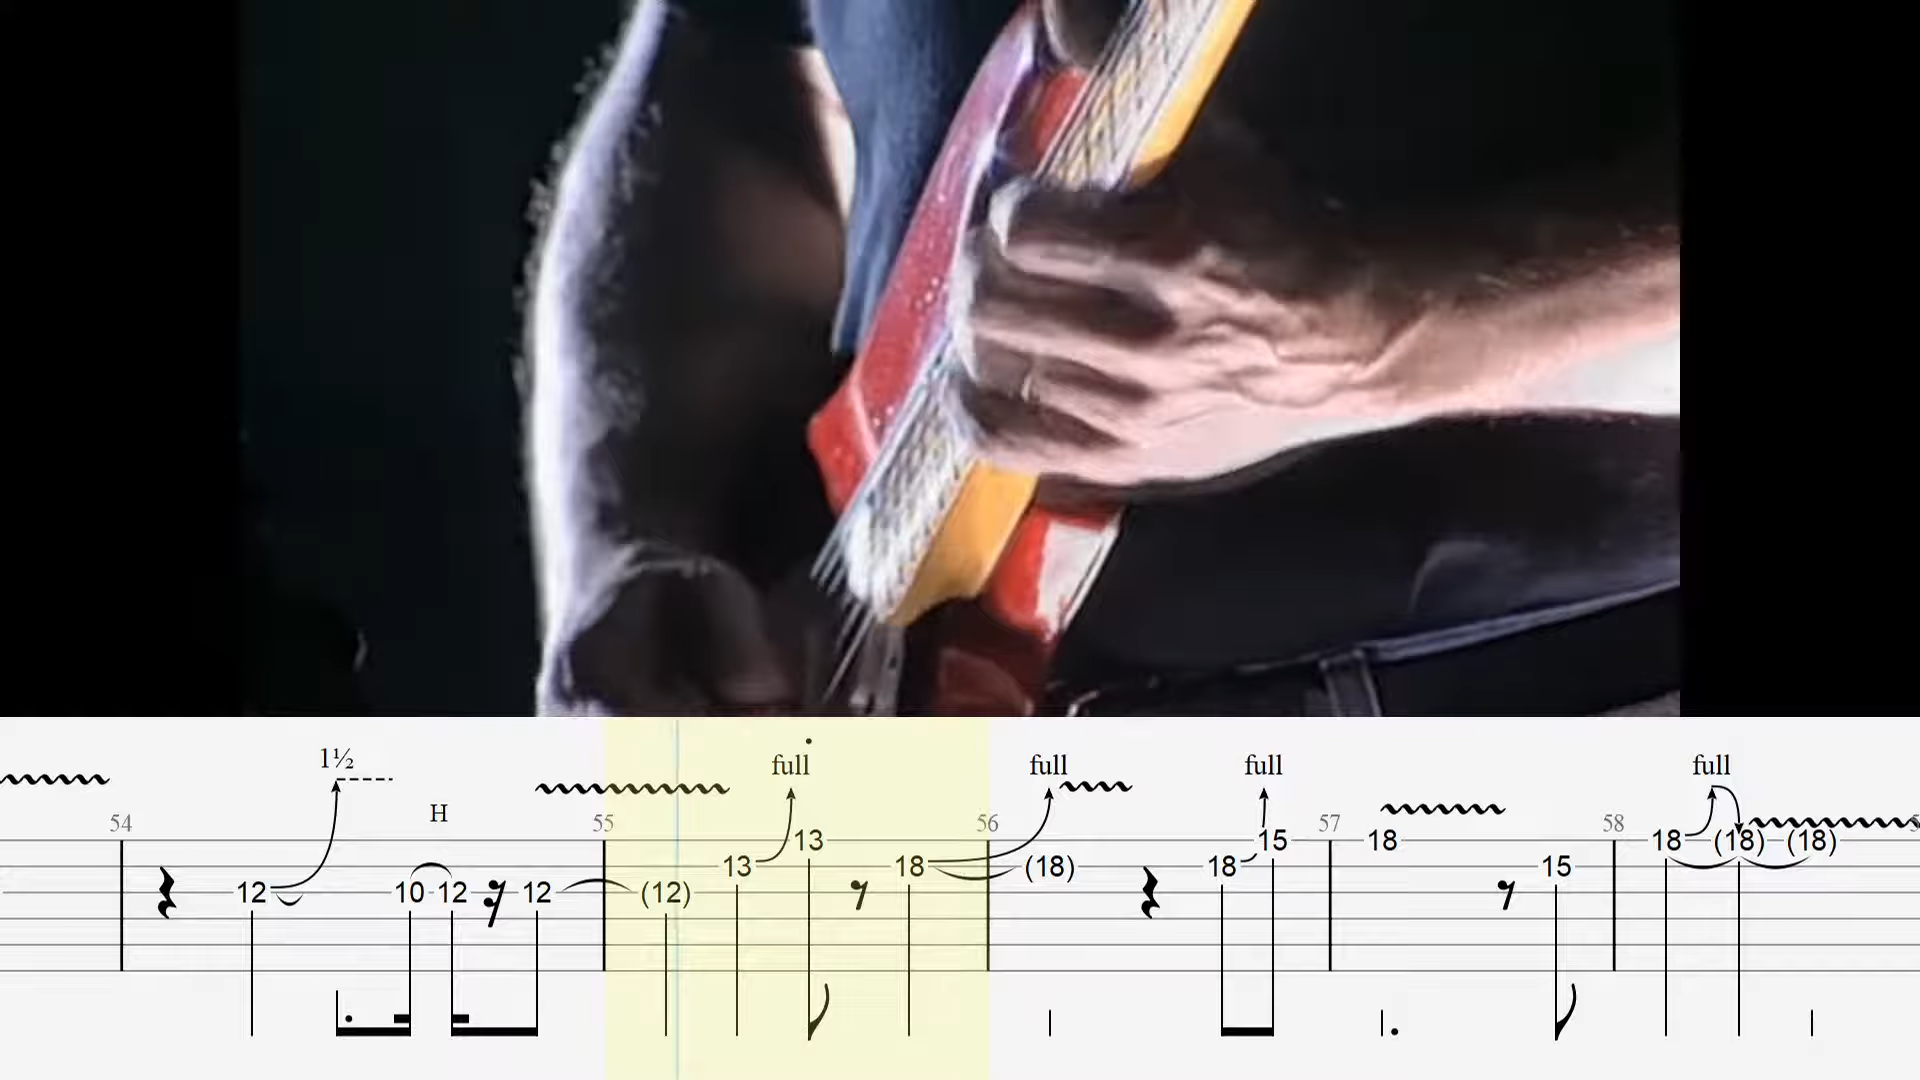 1½ full full full full
H
54 55 56 57 58
13 15 18 18 (18) (18)
13 18 (18) 18 15
12 10 12 12 (12)